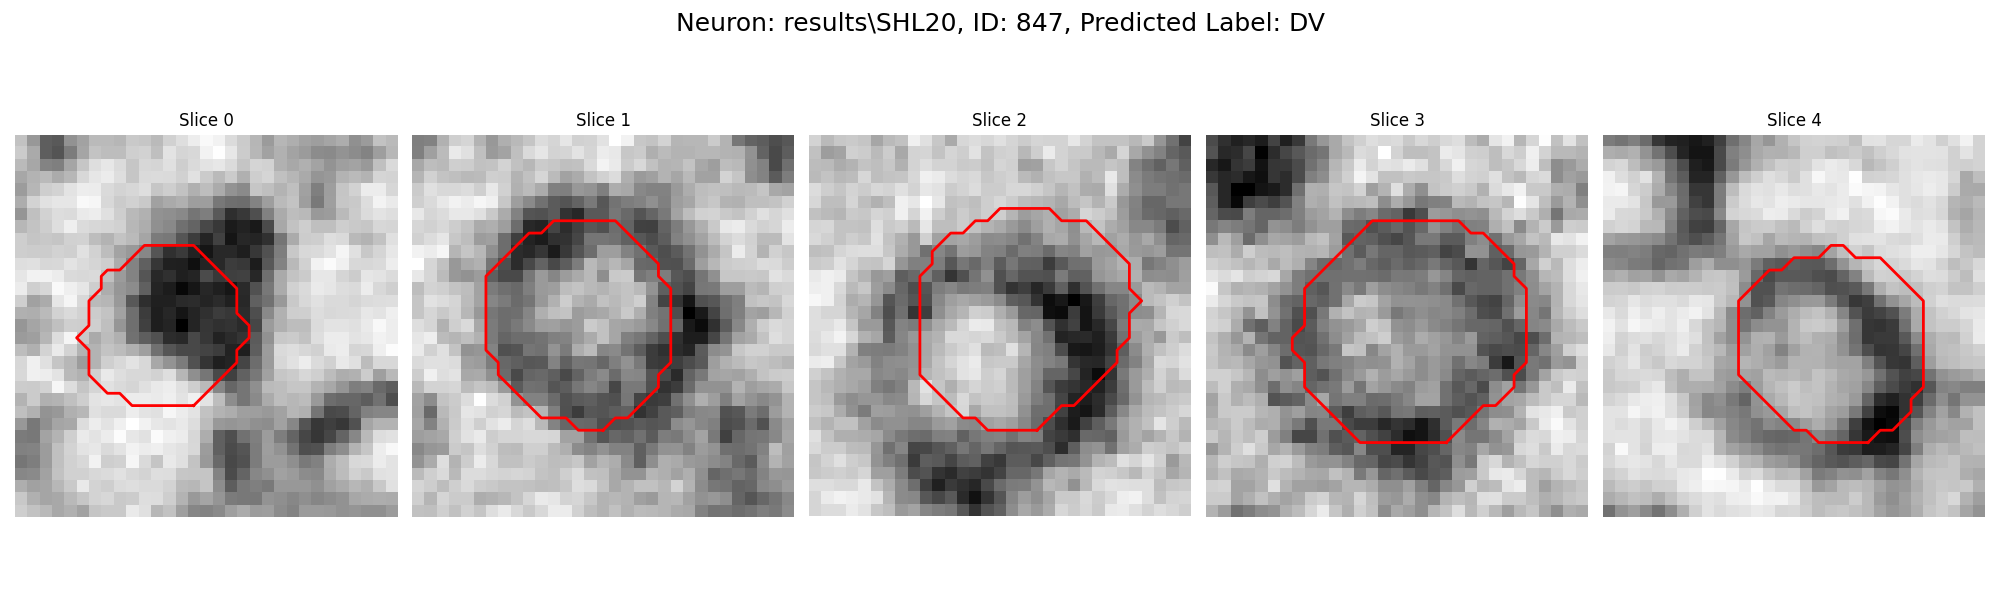 Neuron: results\SHL20, ID: 847, Predicted Label: DV
Slice 0
Slice 1
Slice 2
Slice 3
Slice 4